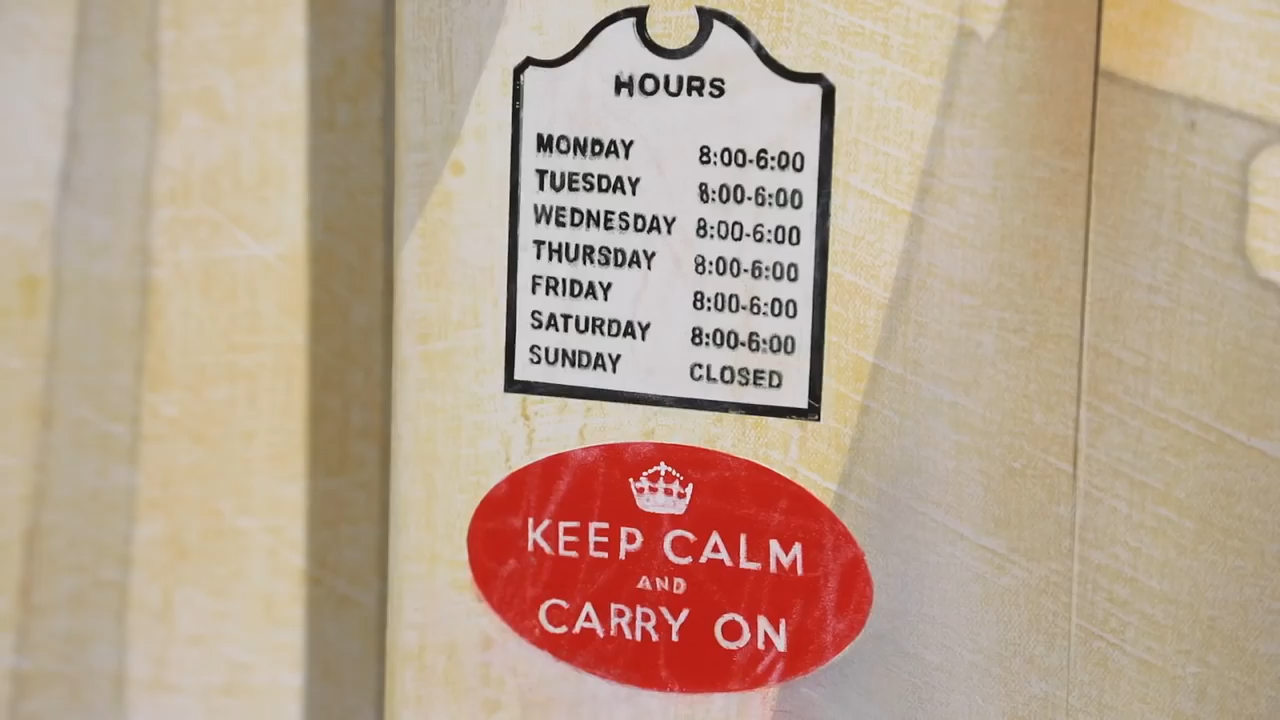 HOURS
MONDAY 8:00-6:00
TUESDAY 8:00-6:00
WEDNESDAY 8:00-6:00
THURSDAY 8:00-6:00
FRIDAY 8:00-6:00
SATURDAY 8:00-6:00
SUNDAY CLOSED
KEEP CALM
AND
CARRY ON